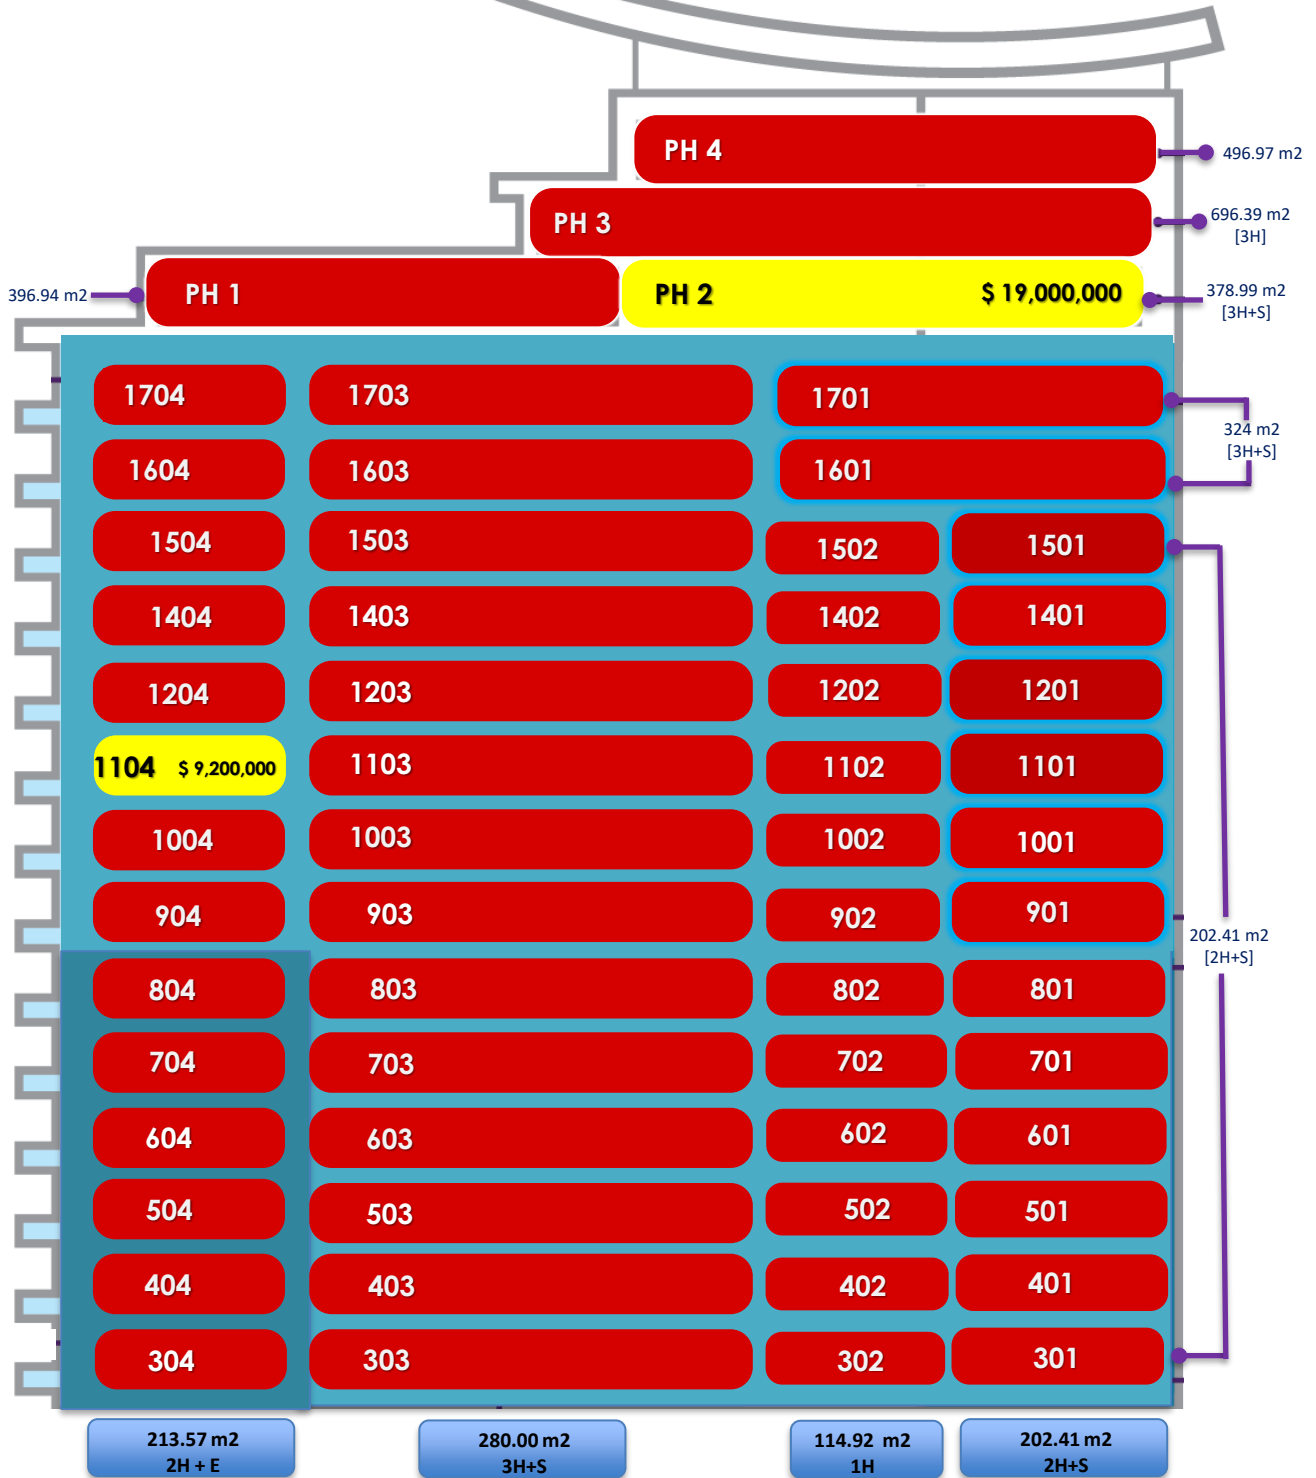 PH 4
496.97 m2
PH 3
696.39 m2
[3H]
396.94 m2
PH 1
PH 2 $ 19,000,000
378.99 m2
[3H+S]
1704 1703 1701
324 m2
[3H+S]
1604 1603 1601
1504 1503 1502 1501
1404 1403 1402 1401
1204 1203 1202 1201
1104 $ 9,200,000 1103 1102 1101
1004 1003 1002 1001
904 903 902 901
202.41 m2
[2H+S]
804 803 802 801
704 703 702 701
604 603 602 601
504 503 502 501
404 403 402 401
304 303 302 301
213.57 m2
2H + E
280.00 m2
3H+S
114.92 m2
1H
202.41 m2
2H+S